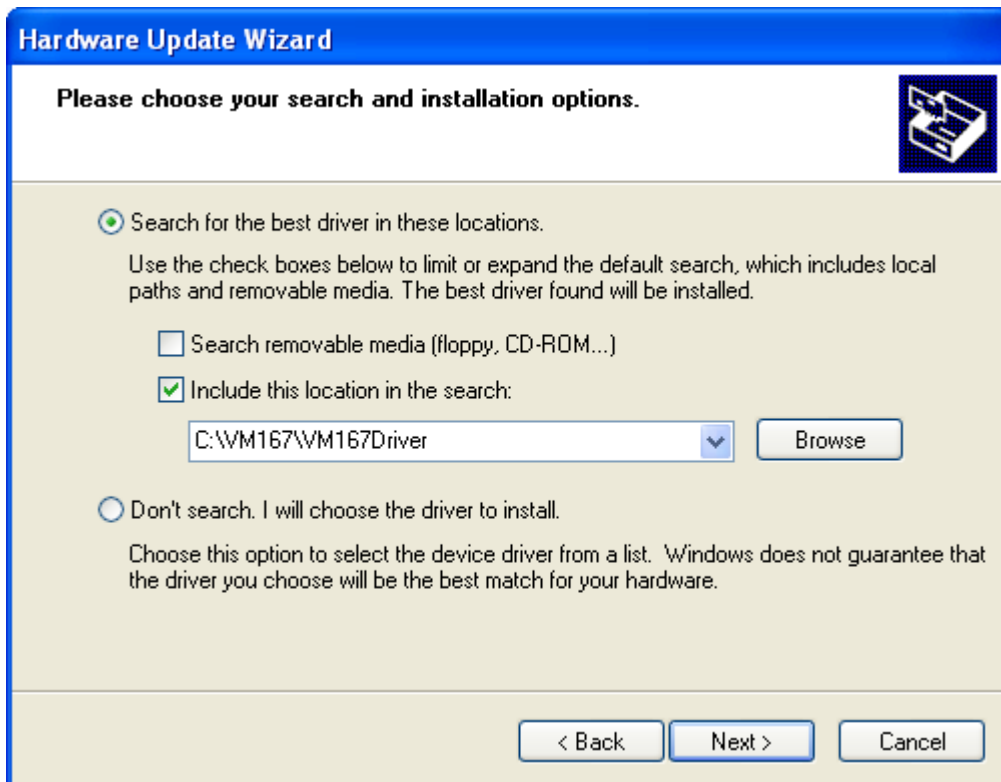 Hardware Update Wizard
Please choose your search and installation options.
Search for the best driver in these locations.
Use the check boxes below to limit or expand the default search, which includes local
paths and removable media. The best driver found will be installed.
Search removable media (floppy, CD-ROM...)
Include this location in the search:
C:\VM167\VM167Driver
Browse
Don't search. I will choose the driver to install.
Choose this option to select the device driver from a list.  Windows does not guarantee that
the driver you choose will be the best match for your hardware.
< Back
Next >
Cancel